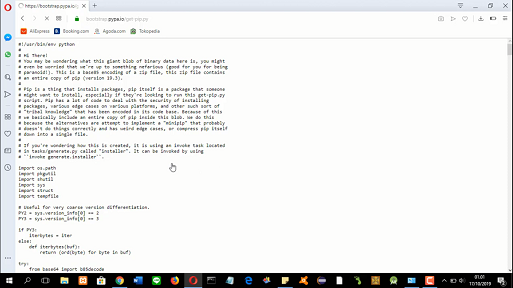 https://bootstrap.pypa.io/
bootstrap.pypa.io/get-pip.py
AliExpress
Booking.com
Agoda.com
Tokopedia
#!/usr/bin/env python
#
# Hi There!
# You may be wondering what this giant blob of binary data here is, you might
# even be worried that we're up to something nefarious (good for you for being
# paranoid!). This is a base85 encoding of a zip file, this zip file contains
# an entire copy of pip (version 19.3).
#
# Pip is a thing that installs packages, pip itself is a package that someone
# might want to install, especially if they're looking to run this get-pip.py
# script. Pip has a lot of code to deal with the security of installing
# packages, various edge cases on various platforms, and other such sort of
# "tribal knowledge" that has been encoded in its code base. Because of this
# we basically include an entire copy of pip inside this blob. We do this
# because the alternatives are attempt to implement a "minipip" that probably
# doesn't do things correctly and has weird edge cases, or compress pip itself
# down into a single file.
#
# If you're wondering how this is created, it is using an invoke task located
# in tasks/generate.py called "installer". It can be invoked by using
# ``invoke generate.installer``.
import os.path
import pkgutil
import shutil
import sys
import struct
import tempfile
# Useful for very coarse version differentiation.
PY2 = sys.version_info[0] == 2
PY3 = sys.version_info[0] == 3
if PY3:
iterbytes = iter
else:
def iterbytes(buf):
return (ord(byte) for byte in buf)
try:
from base64 import b85decode
01.01
17/10/2019